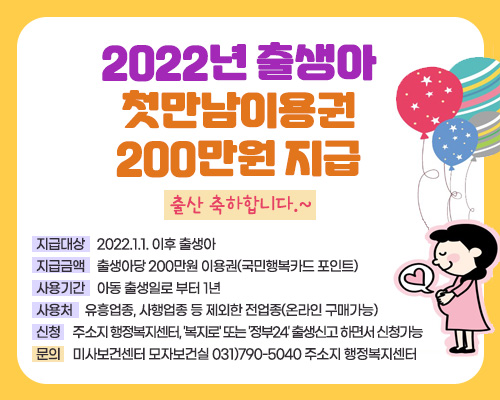 2022년 출생아
첫만남이용권
200만원 지급
출산 축하합니다.~
지급대상 2022.1.1. 이후 출생아
지급금액 출생아당 200만원 이용권(국민행복카드 포인트)
사용기간 아동 출생일로 부터 1년
사용처 유흥업종, 사행업종 등 제외한 전업종(온라인 구매가능)
신청 주소지 행정복지센터, '복지로' 또는 '정부24' 출생신고 하면서 신청가능
문의 미사보건센터 모자보건실 031)790-5040 주소지 행정복지센터